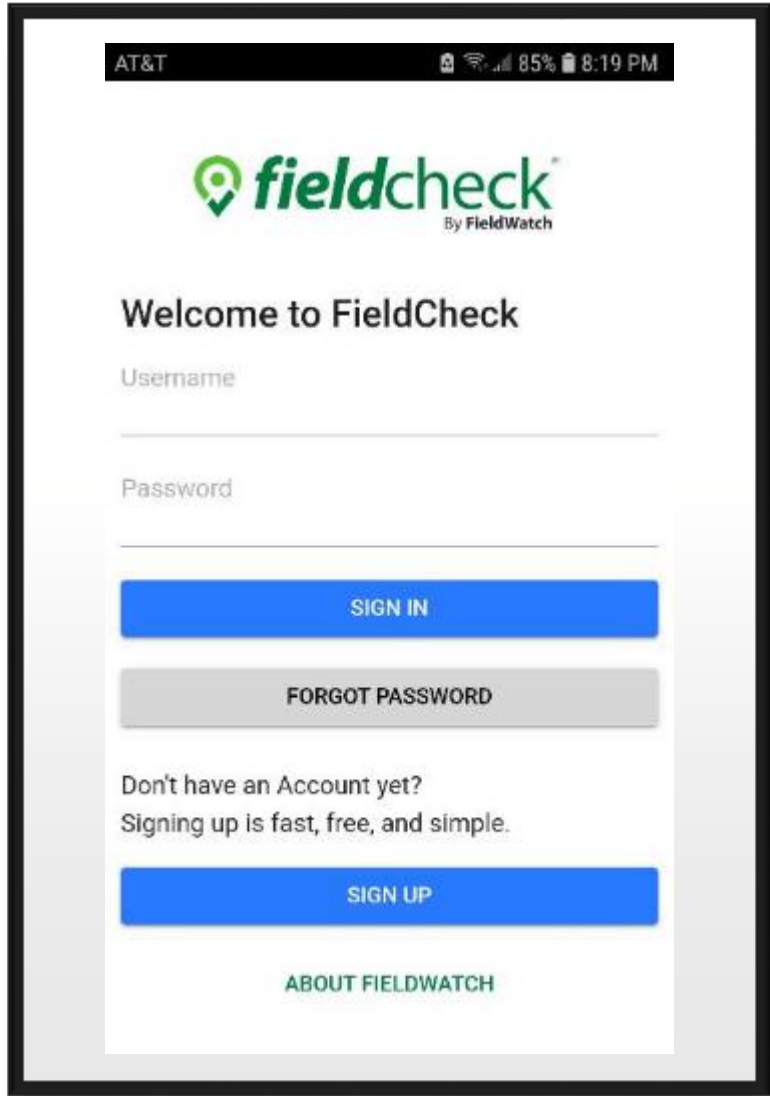 AT&T 85% 8:19 PM
fieldcheck®
By FieldWatch
Welcome to FieldCheck
Username
Password
SIGN IN
FORGOT PASSWORD
Don't have an Account yet?
Signing up is fast, free, and simple.
SIGN UP
ABOUT FIELDWATCH